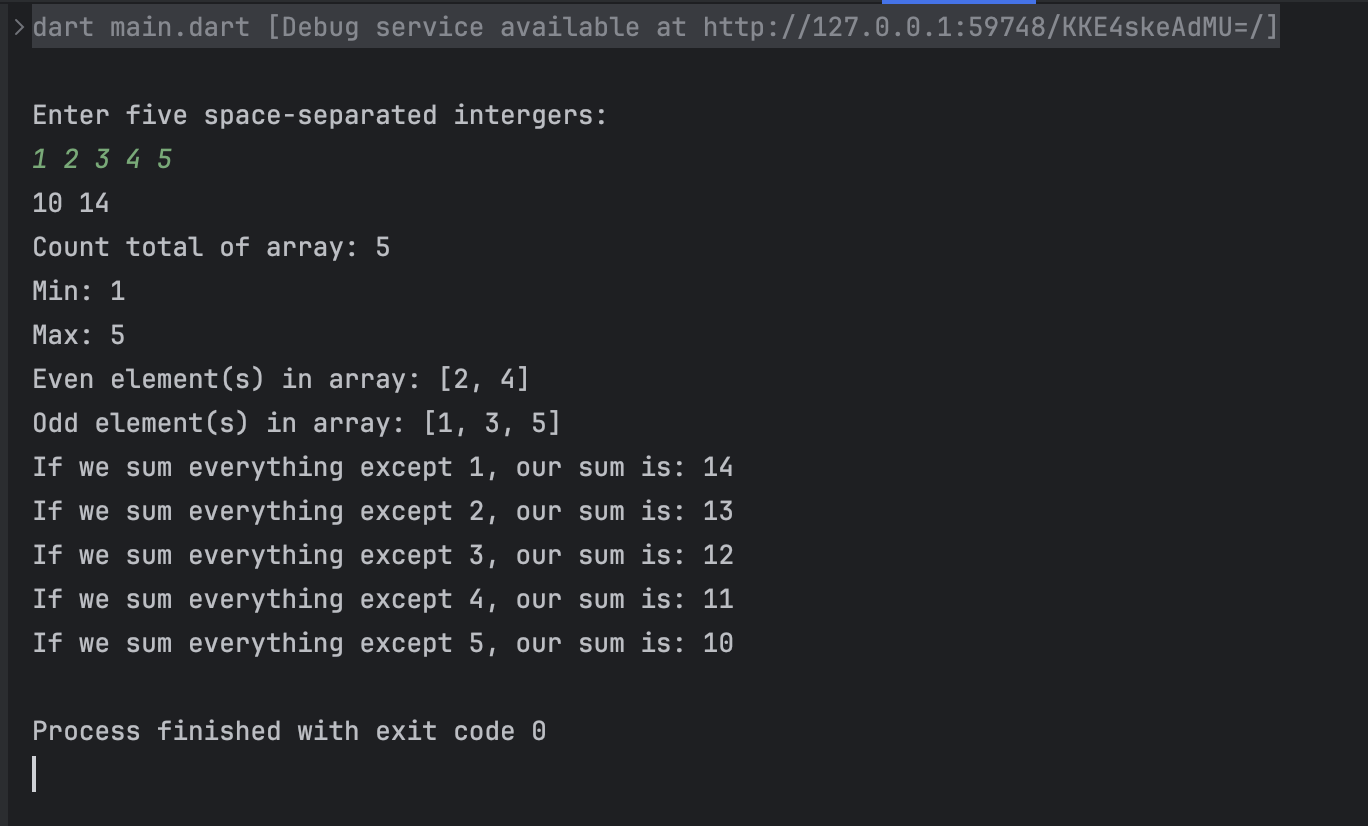 dart main.dart [Debug service available at http://127.0.0.1:59748/KKE4skeAdMU=/]
Enter five space-separated intergers:
1 2 3 4 5
10 14
Count total of array: 5
Min: 1
Max: 5
Even element(s) in array: [2, 4]
Odd element(s) in array: [1, 3, 5]
If we sum everything except 1, our sum is: 14
If we sum everything except 2, our sum is: 13
If we sum everything except 3, our sum is: 12
If we sum everything except 4, our sum is: 11
If we sum everything except 5, our sum is: 10
Process finished with exit code 0